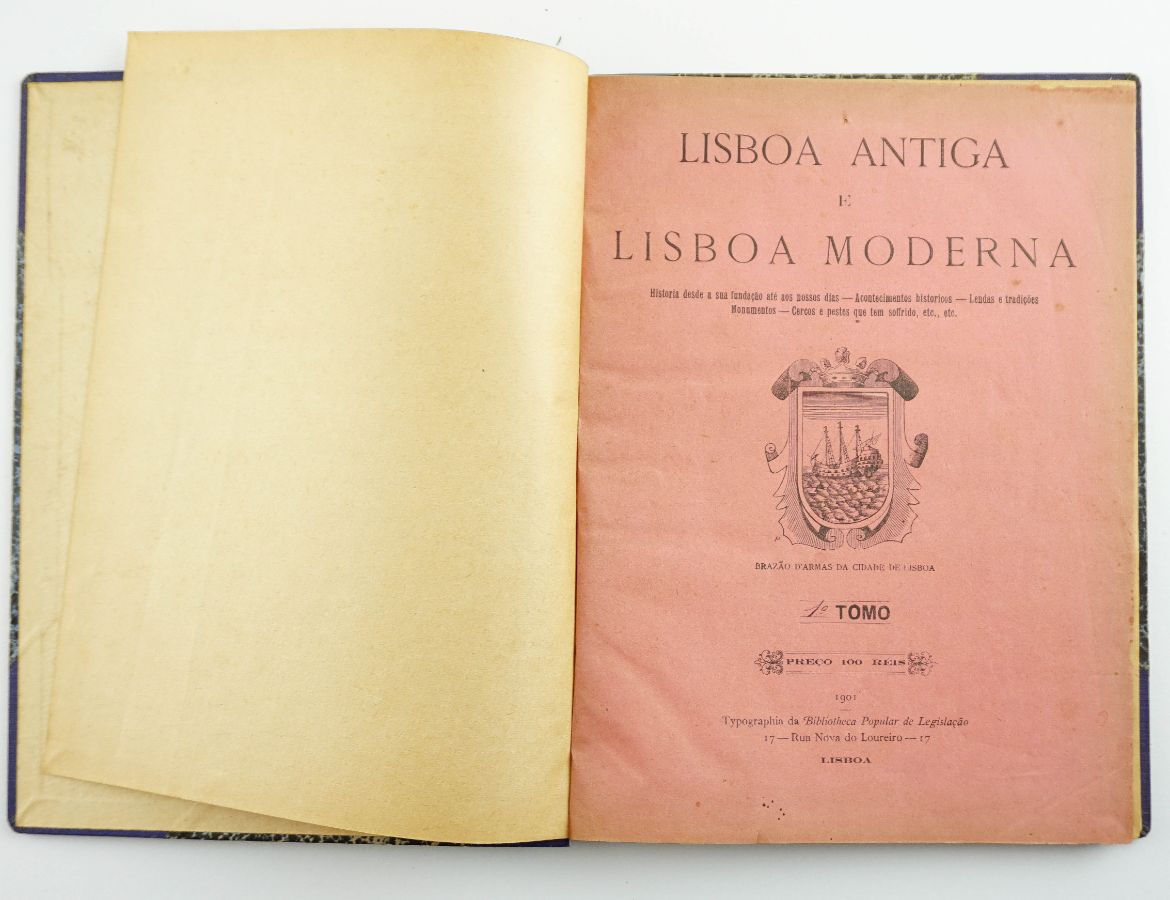 LISBOA ANTIGA
E
LISBOA MODERNA
Historia desde a sua fundação até aos nossos dias — Acontecimentos historicos — Lendas e tradições
Monumentos — Cercos e pestes que tem soffrido, etc., etc.
BRAZÃO D'ARMAS DA CIDADE DE LISBOA
1º TOMO
PREÇO 100 REIS
1901
Typographia da Bibliotheca Popular de Legislação
17 — Rua Nova do Loureiro — 17
LISBOA